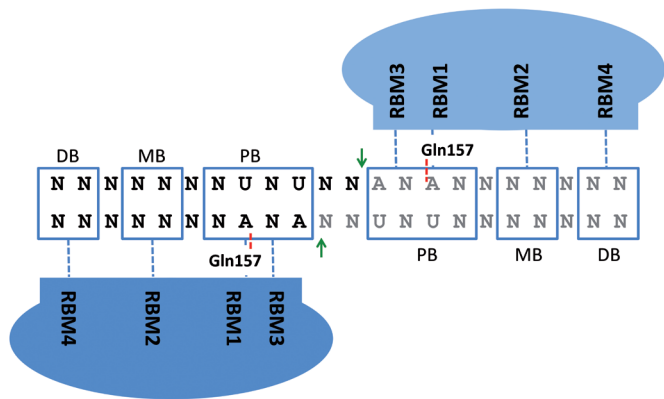 RBM3 RBM1 RBM2 RBM4
Gln157
DB MB PB
N N N N N N N U N U N N A N A N N N N N N N
N N N N N N N A N A N N U N U N N N N N N N
Gln157
PB MB DB
RBM4 RBM2 RBM1 RBM3